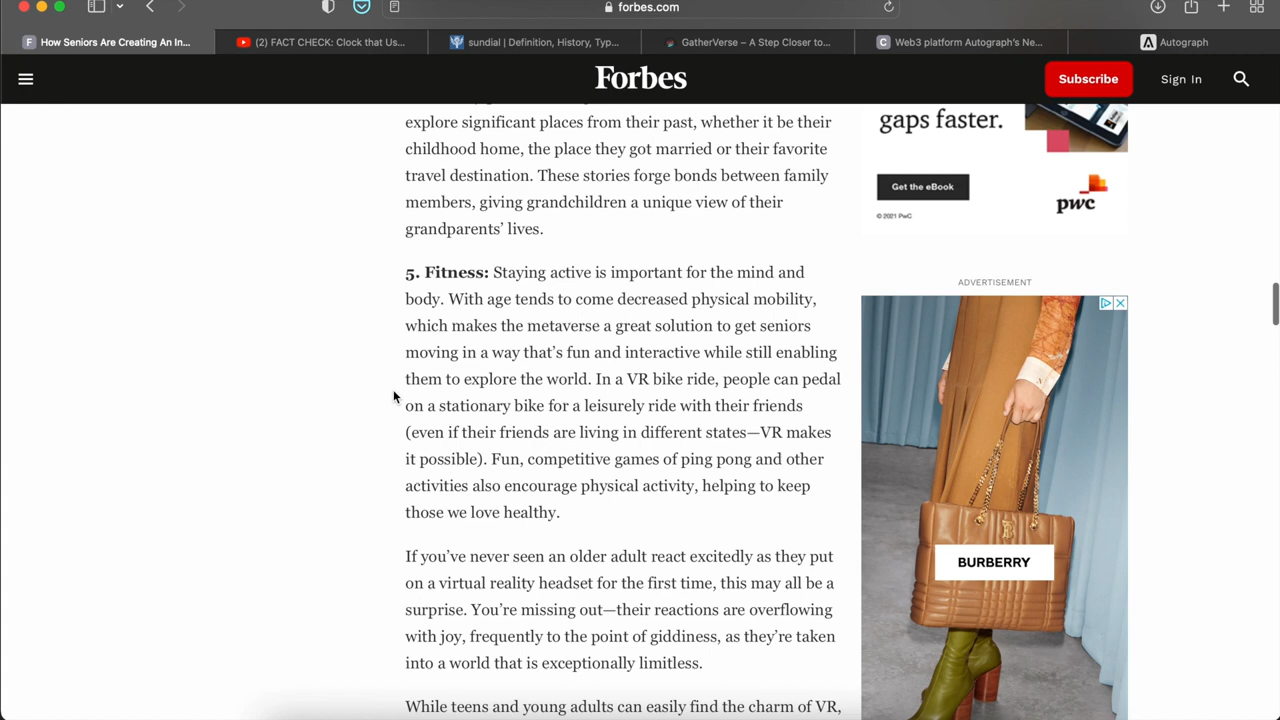 forbes.com
How Seniors Are Creating An In...
(2) FACT CHECK: Clock that Us...
sundial | Definition, History, Typ...
GatherVerse – A Step Closer to...
Web3 platform Autograph's Ne...
Autograph
Forbes
Subscribe
Sign In
explore significant places from their past, whether it be their
childhood home, the place they got married or their favorite
travel destination. These stories forge bonds between family
members, giving grandchildren a unique view of their
grandparents’ lives.
5. Fitness: Staying active is important for the mind and
body. With age tends to come decreased physical mobility,
which makes the metaverse a great solution to get seniors
moving in a way that’s fun and interactive while still enabling
them to explore the world. In a VR bike ride, people can pedal
on a stationary bike for a leisurely ride with their friends
(even if their friends are living in different states—VR makes
it possible). Fun, competitive games of ping pong and other
activities also encourage physical activity, helping to keep
those we love healthy.
If you’ve never seen an older adult react excitedly as they put
on a virtual reality headset for the first time, this may all be a
surprise. You’re missing out—their reactions are overflowing
with joy, frequently to the point of giddiness, as they’re taken
into a world that is exceptionally limitless.
While teens and young adults can easily find the charm of VR,
gaps faster.
Get the eBook
pwc
© 2021 PwC
ADVERTISEMENT
BURBERRY